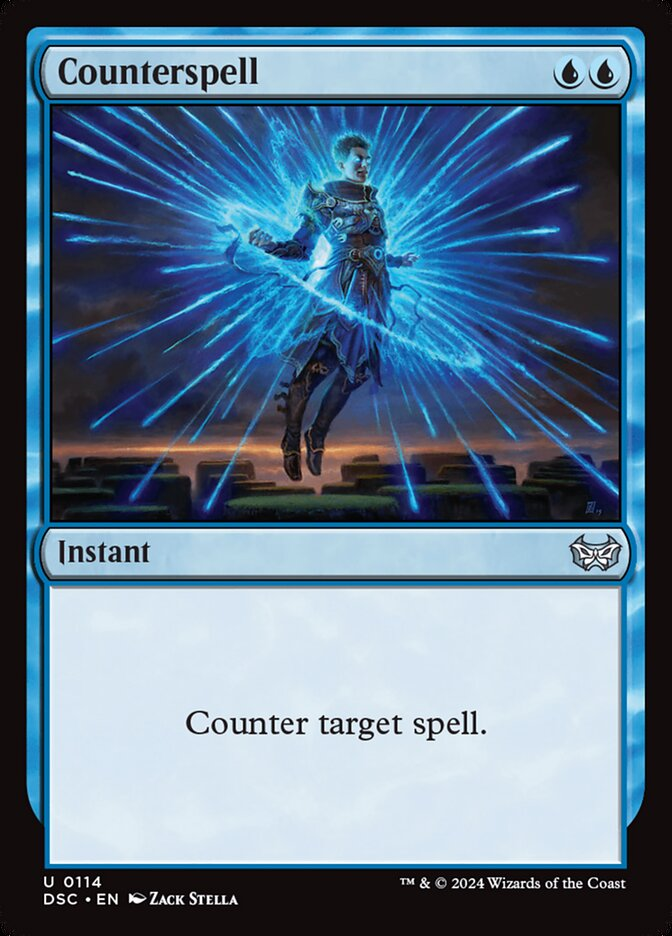 Counterspell
Instant
Counter target spell.
U 0114
DSC • EN Zack Stella
™ & © 2024 Wizards of the Coast